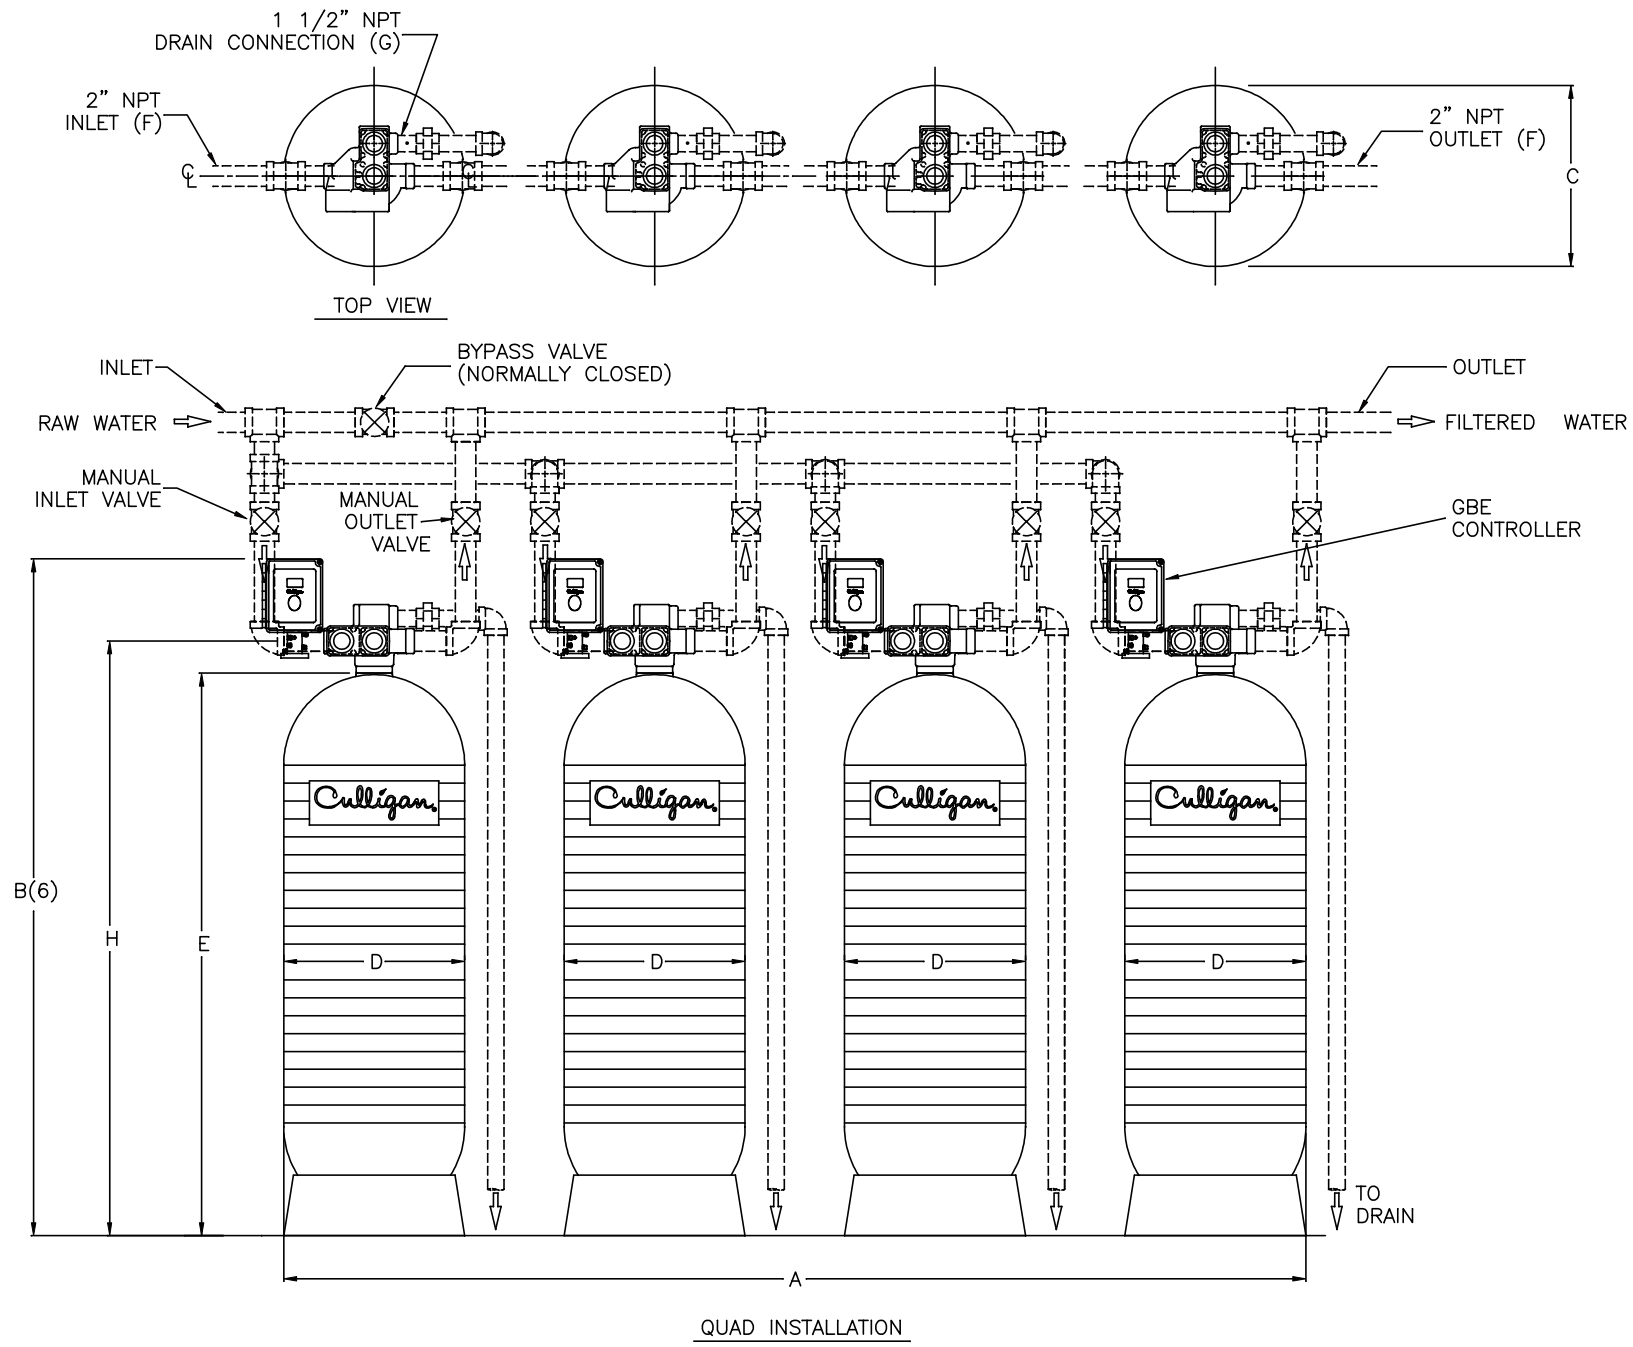 1 1/2” NPT
DRAIN CONNECTION (G)
2” NPT
INLET (F)
2” NPT
OUTLET (F)
℄
C
TOP VIEW
INLET
BYPASS VALVE
(NORMALLY CLOSED)
OUTLET
RAW WATER
FILTERED WATER
MANUAL
INLET VALVE
MANUAL
OUTLET
VALVE
GBE
CONTROLLER
Culligan.
Culligan.
Culligan.
Culligan.
B(6)
H
E
D
D
D
D
TO
DRAIN
A
QUAD INSTALLATION